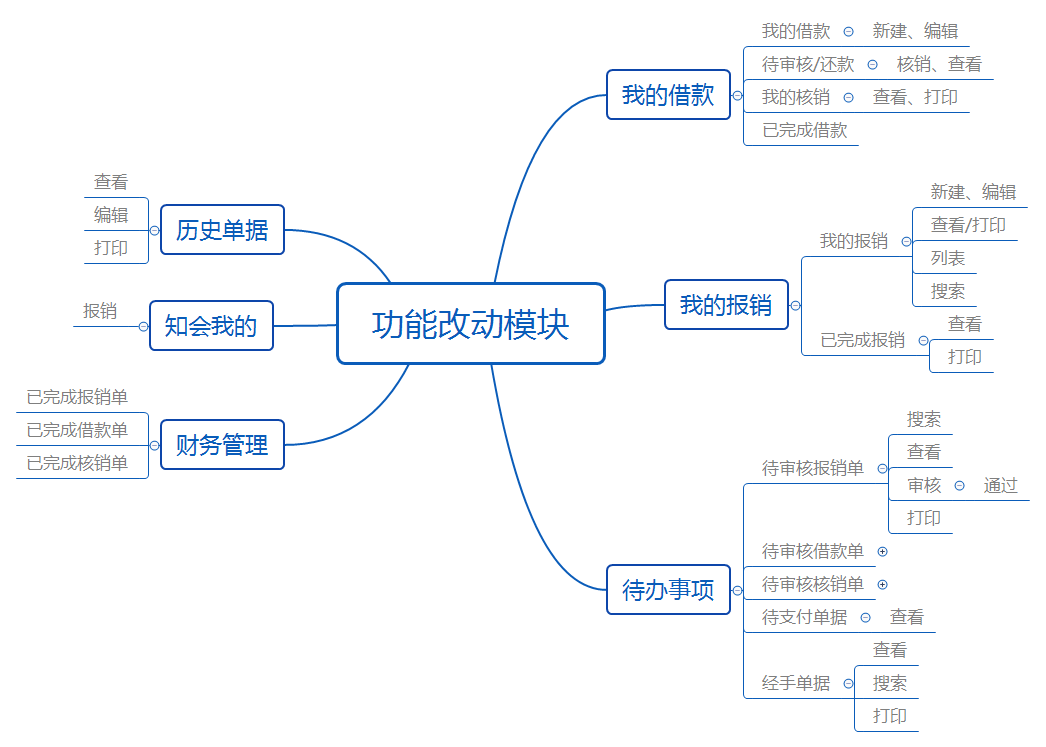 功能改动模块
我的借款
我的借款
新建、编辑
待审核/还款
核销、查看
我的核销
查看、打印
已完成借款
我的报销
我的报销
新建、编辑
查看/打印
列表
搜索
已完成报销
查看
打印
待办事项
待审核报销单
搜索
查看
审核
通过
打印
待审核借款单
待审核核销单
待支付单据
查看
经手单据
查看
搜索
打印
历史单据
查看
编辑
打印
知会我的
报销
财务管理
已完成报销单
已完成借款单
已完成核销单